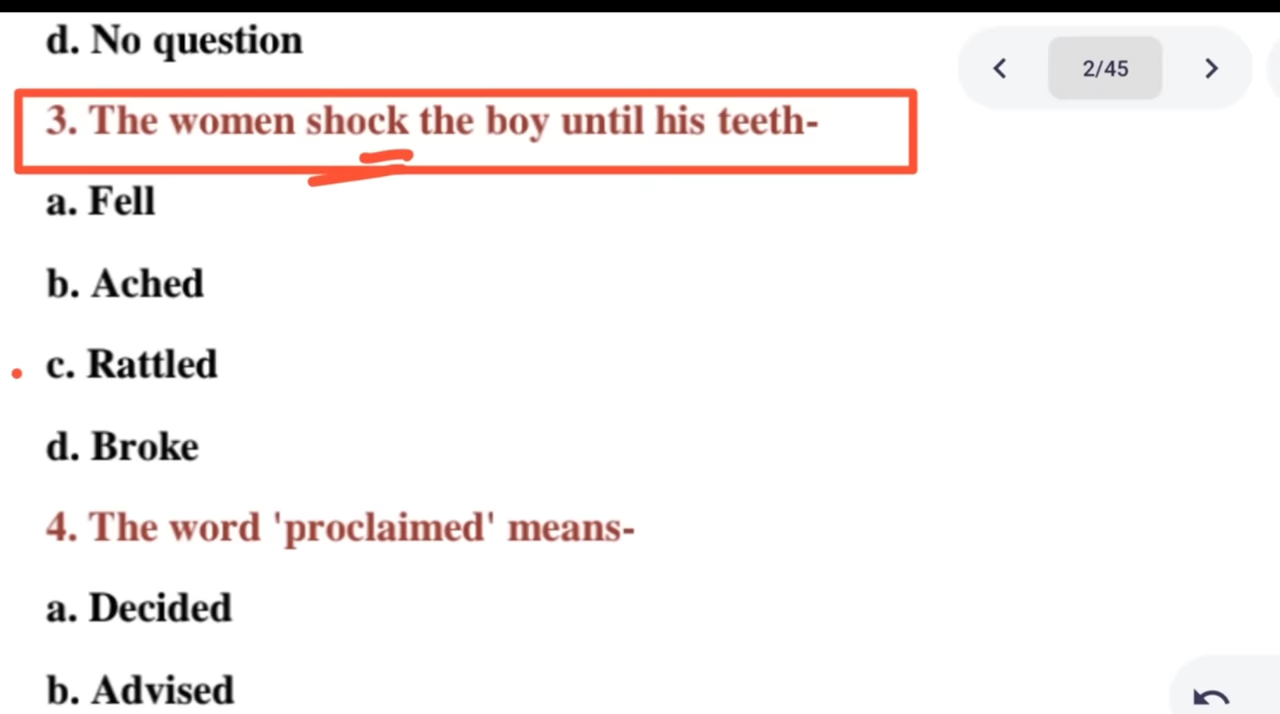 d. No question
2/45
3. The women shock the boy until his teeth-
a. Fell
b. Ached
c. Rattled
d. Broke
4. The word 'proclaimed' means-
a. Decided
b. Advised